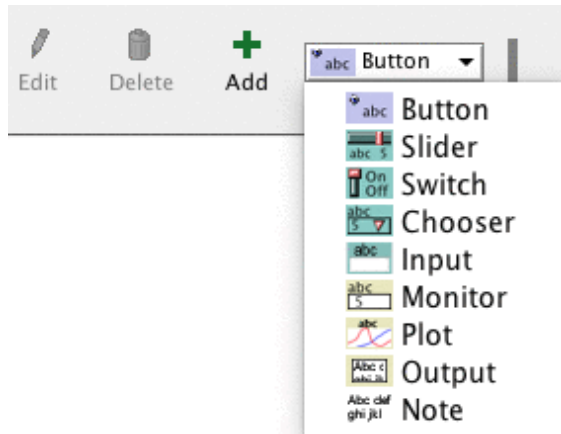 Edit Delete Add abc Button
abc Button
abc 5 Slider
On Off Switch
abc 5 Chooser
abc Input
abc 5 Monitor
abc Plot
Abc Output
Abc def ghi jkl Note